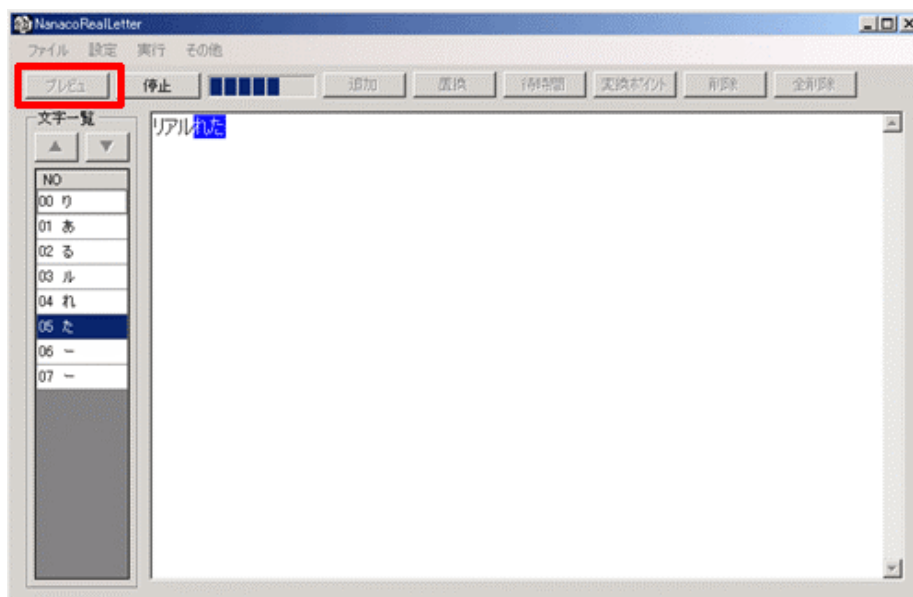 NanacoRealLetter
ファイル 設定 実行 その他
プレビュ 停止 追加 置換 待時間 変換ポイント 削除 全削除
文字一覧
リアルれた
▲ ▼
NO
00 り
01 あ
02 る
03 ル
04 れ
05 た
06 ー
07 ー